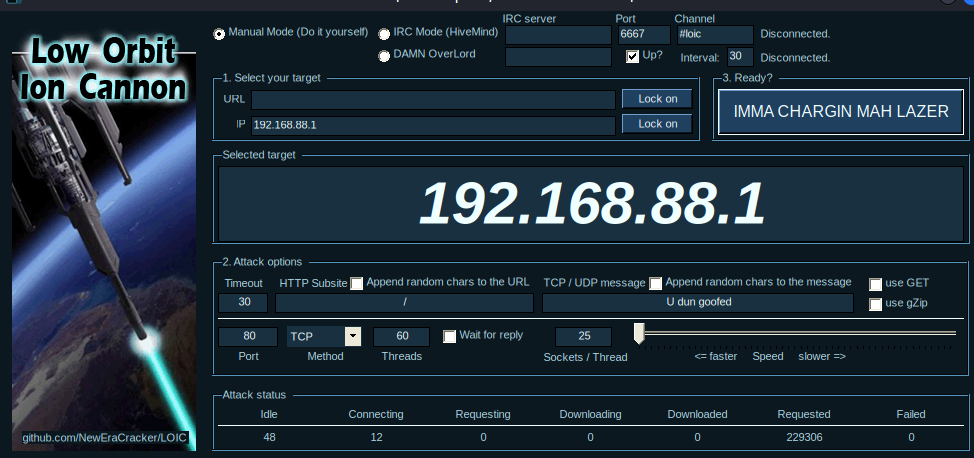 Low Orbit
Ion Cannon
github.com/NewEraCracker/LOIC
Manual Mode (Do it yourself)
IRC Mode (HiveMind)
DAMN OverLord
IRC server
Port
Channel
6667
#loic
Disconnected.
Up?
Interval:
30
Disconnected.
1. Select your target
URL
Lock on
IP
192.168.88.1
Lock on
3. Ready?
IMMA CHARGIN MAH LAZER
Selected target
192.168.88.1
2. Attack options
Timeout
HTTP Subsite
Append random chars to the URL
TCP / UDP message
Append random chars to the message
use GET
30
/
U dun goofed
use gZip
80
TCP
60
Wait for reply
25
Port
Method
Threads
Sockets / Thread
<= faster
Speed
slower =>
Attack status
Idle
Connecting
Requesting
Downloading
Downloaded
Requested
Failed
48
12
0
0
0
229306
0